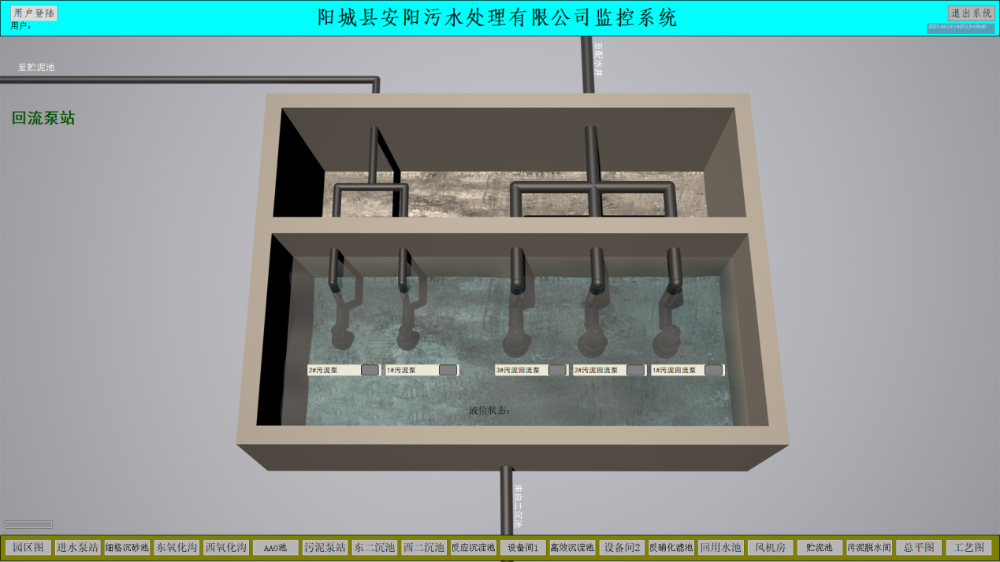 用户登陆
阳城县安阳污水处理有限公司监控系统
退出系统
用户:
至贮泥池
至配水井
回流泵站
2#污泥泵
1#污泥泵
3#污泥回流泵
2#污泥回流泵
1#污泥回流泵
液位状态:
来自二沉池
园区图
进水泵站
细格沉砂池
东氧化沟
西氧化沟
AAO池
污泥泵站
东二沉池
西二沉池
反应沉淀池
设备间1
高效沉淀池
设备间2
反硝化滤池
回用水池
风机房
贮泥池
污泥脱水间
总平图
工艺图